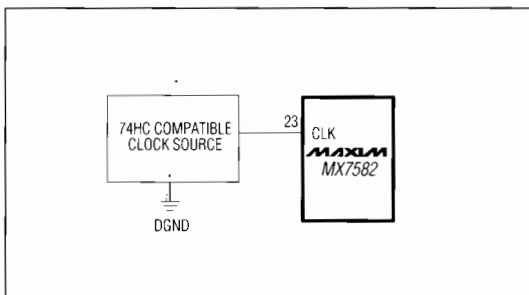 74HC COMPATIBLE
CLOCK SOURCE
DGND
23
CLK
MAXIM
MX7582